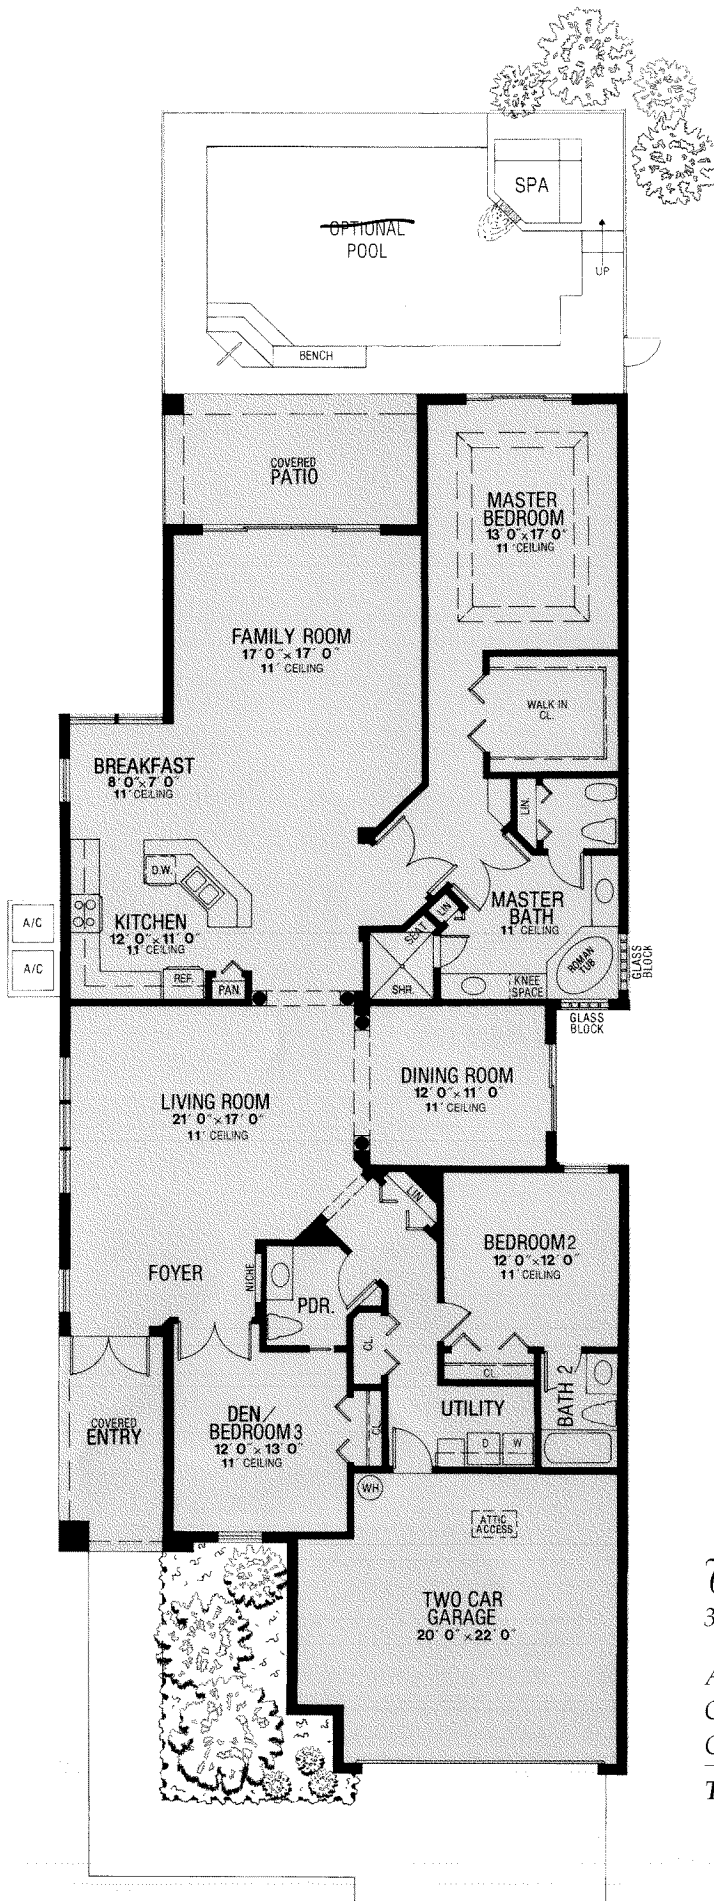 SPA
OPTIONAL
POOL
UP
BENCH
COVERED
PATIO
MASTER
BEDROOM
13´ 0˝ x 17´ 0˝
11´ CEILING
FAMILY ROOM
17´ 0˝ x 17´ 0˝
11´ CEILING
WALK IN
CL.
BREAKFAST
8´ 0˝ x 7´ 0˝
11´ CEILING
LIN.
D.W.
MASTER
BATH
11´ CEILING
LIN
SEAT
A/C
KITCHEN
12´ 0˝ x 11´ 0˝
11´ CEILING
ROMAN
TUB
GLASS
BLOCK
A/C
REF.
PAN.
SHR.
KNEE
SPACE
GLASS
BLOCK
LIVING ROOM
21´ 0˝ x 17´ 0˝
11´ CEILING
DINING ROOM
12´ 0˝ x 11´ 0˝
11´ CEILING
LIN
BEDROOM 2
12´ 0˝ x 12´ 0˝
11´ CEILING
FOYER
NICHE
PDR.
CL.
CL.
BATH 2
COVERED
ENTRY
DEN/
BEDROOM 3
12´ 0˝ x 13´ 0˝
11´ CEILING
CL.
UTILITY
D
W
WH
ATTIC
ACCESS
TWO CAR
GARAGE
20´ 0˝ x 22´ 0˝
3
A
T